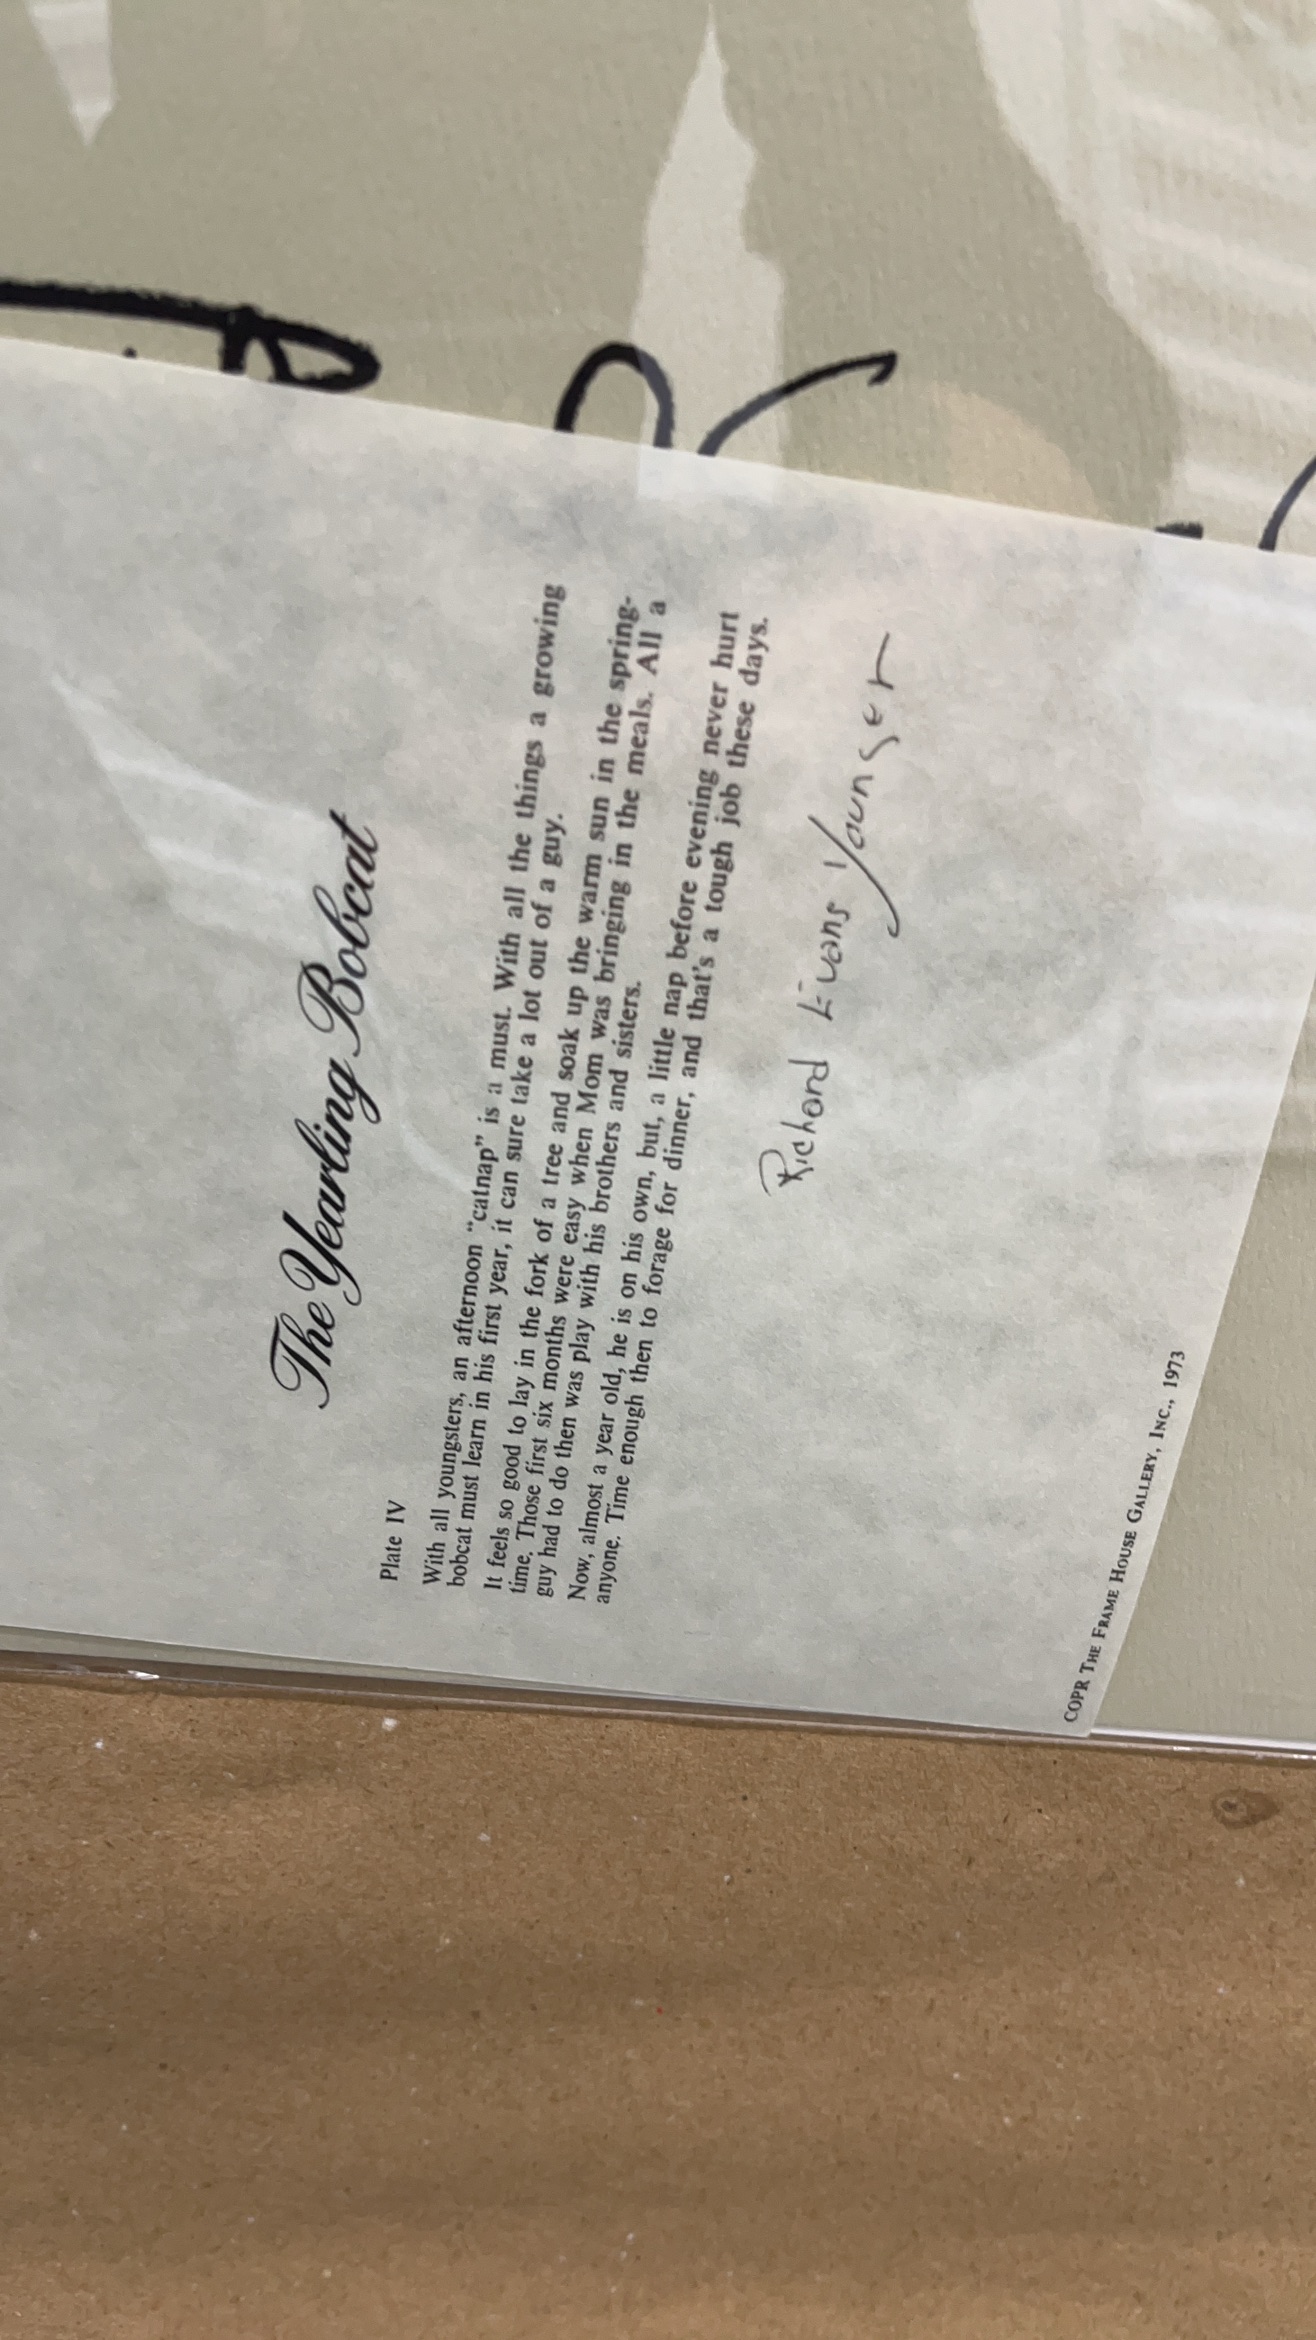 The Yearling Bobcat
Plate IV
With all youngsters, an afternoon “catnap” is a must. With all the things a growing
bobcat must learn in his first year, it can sure take a lot out of a guy.
It feels so good to lay in the fork of a tree and soak up the warm sun in the spring-
time. Those first six months were easy when Mom was bringing in the meals. All a
guy had to do then was play with his brothers and sisters.
Now, almost a year old, he is on his own, but, a little nap before evening never hurt
anyone. Time enough then to forage for dinner, and that's a tough job these days.
Richard Evans Younger
COPR THE FRAME HOUSE GALLERY, INC., 1973